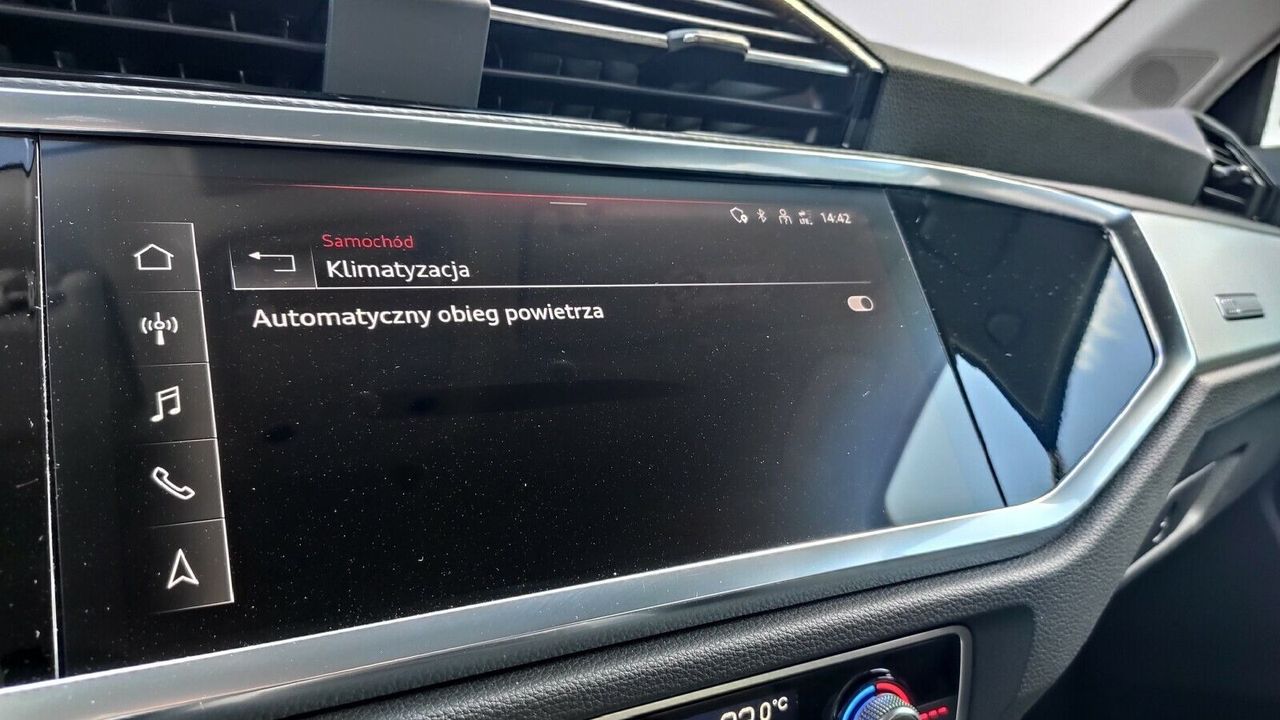 14:42
Samochód
Klimatyzacja
Automatyczny obieg powietrza